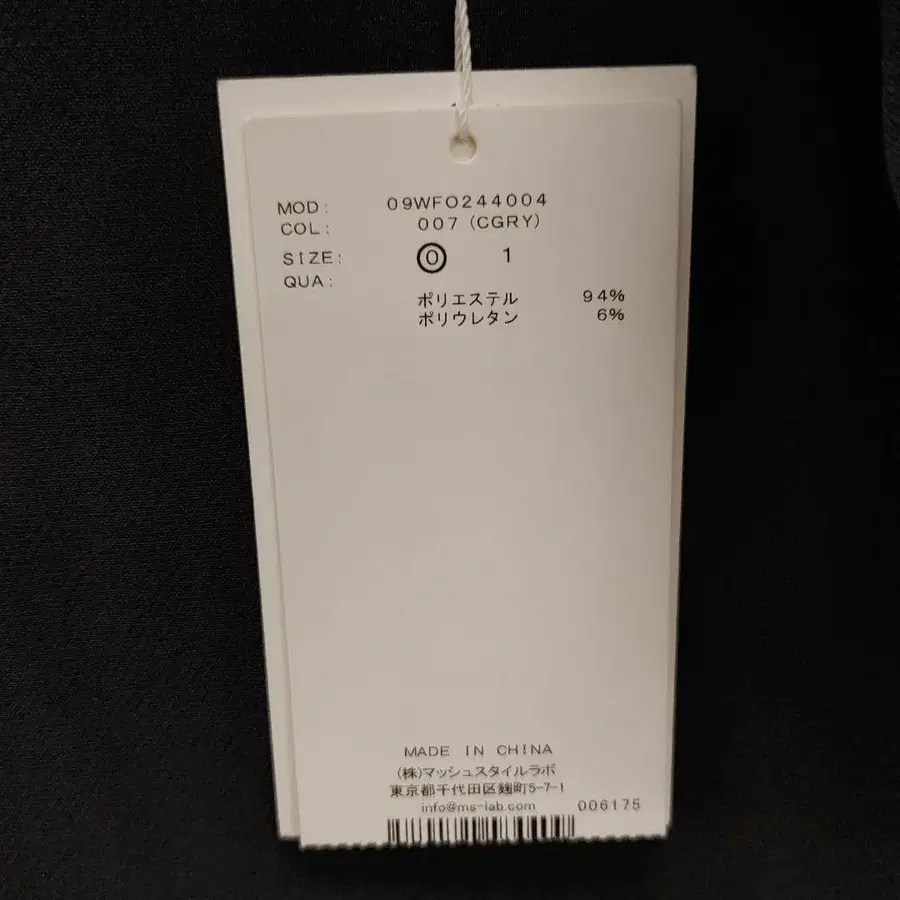 MOD: 09WFO244004
COL: 007 (CGRY)
SIZE: 0 1
QUA:
ポリエステル 94%
ポリウレタン 6%
MADE IN CHINA
(株)マッシュスタイルラボ
東京都千代田区麹町5-7-1
info@ms-lab.com 006175